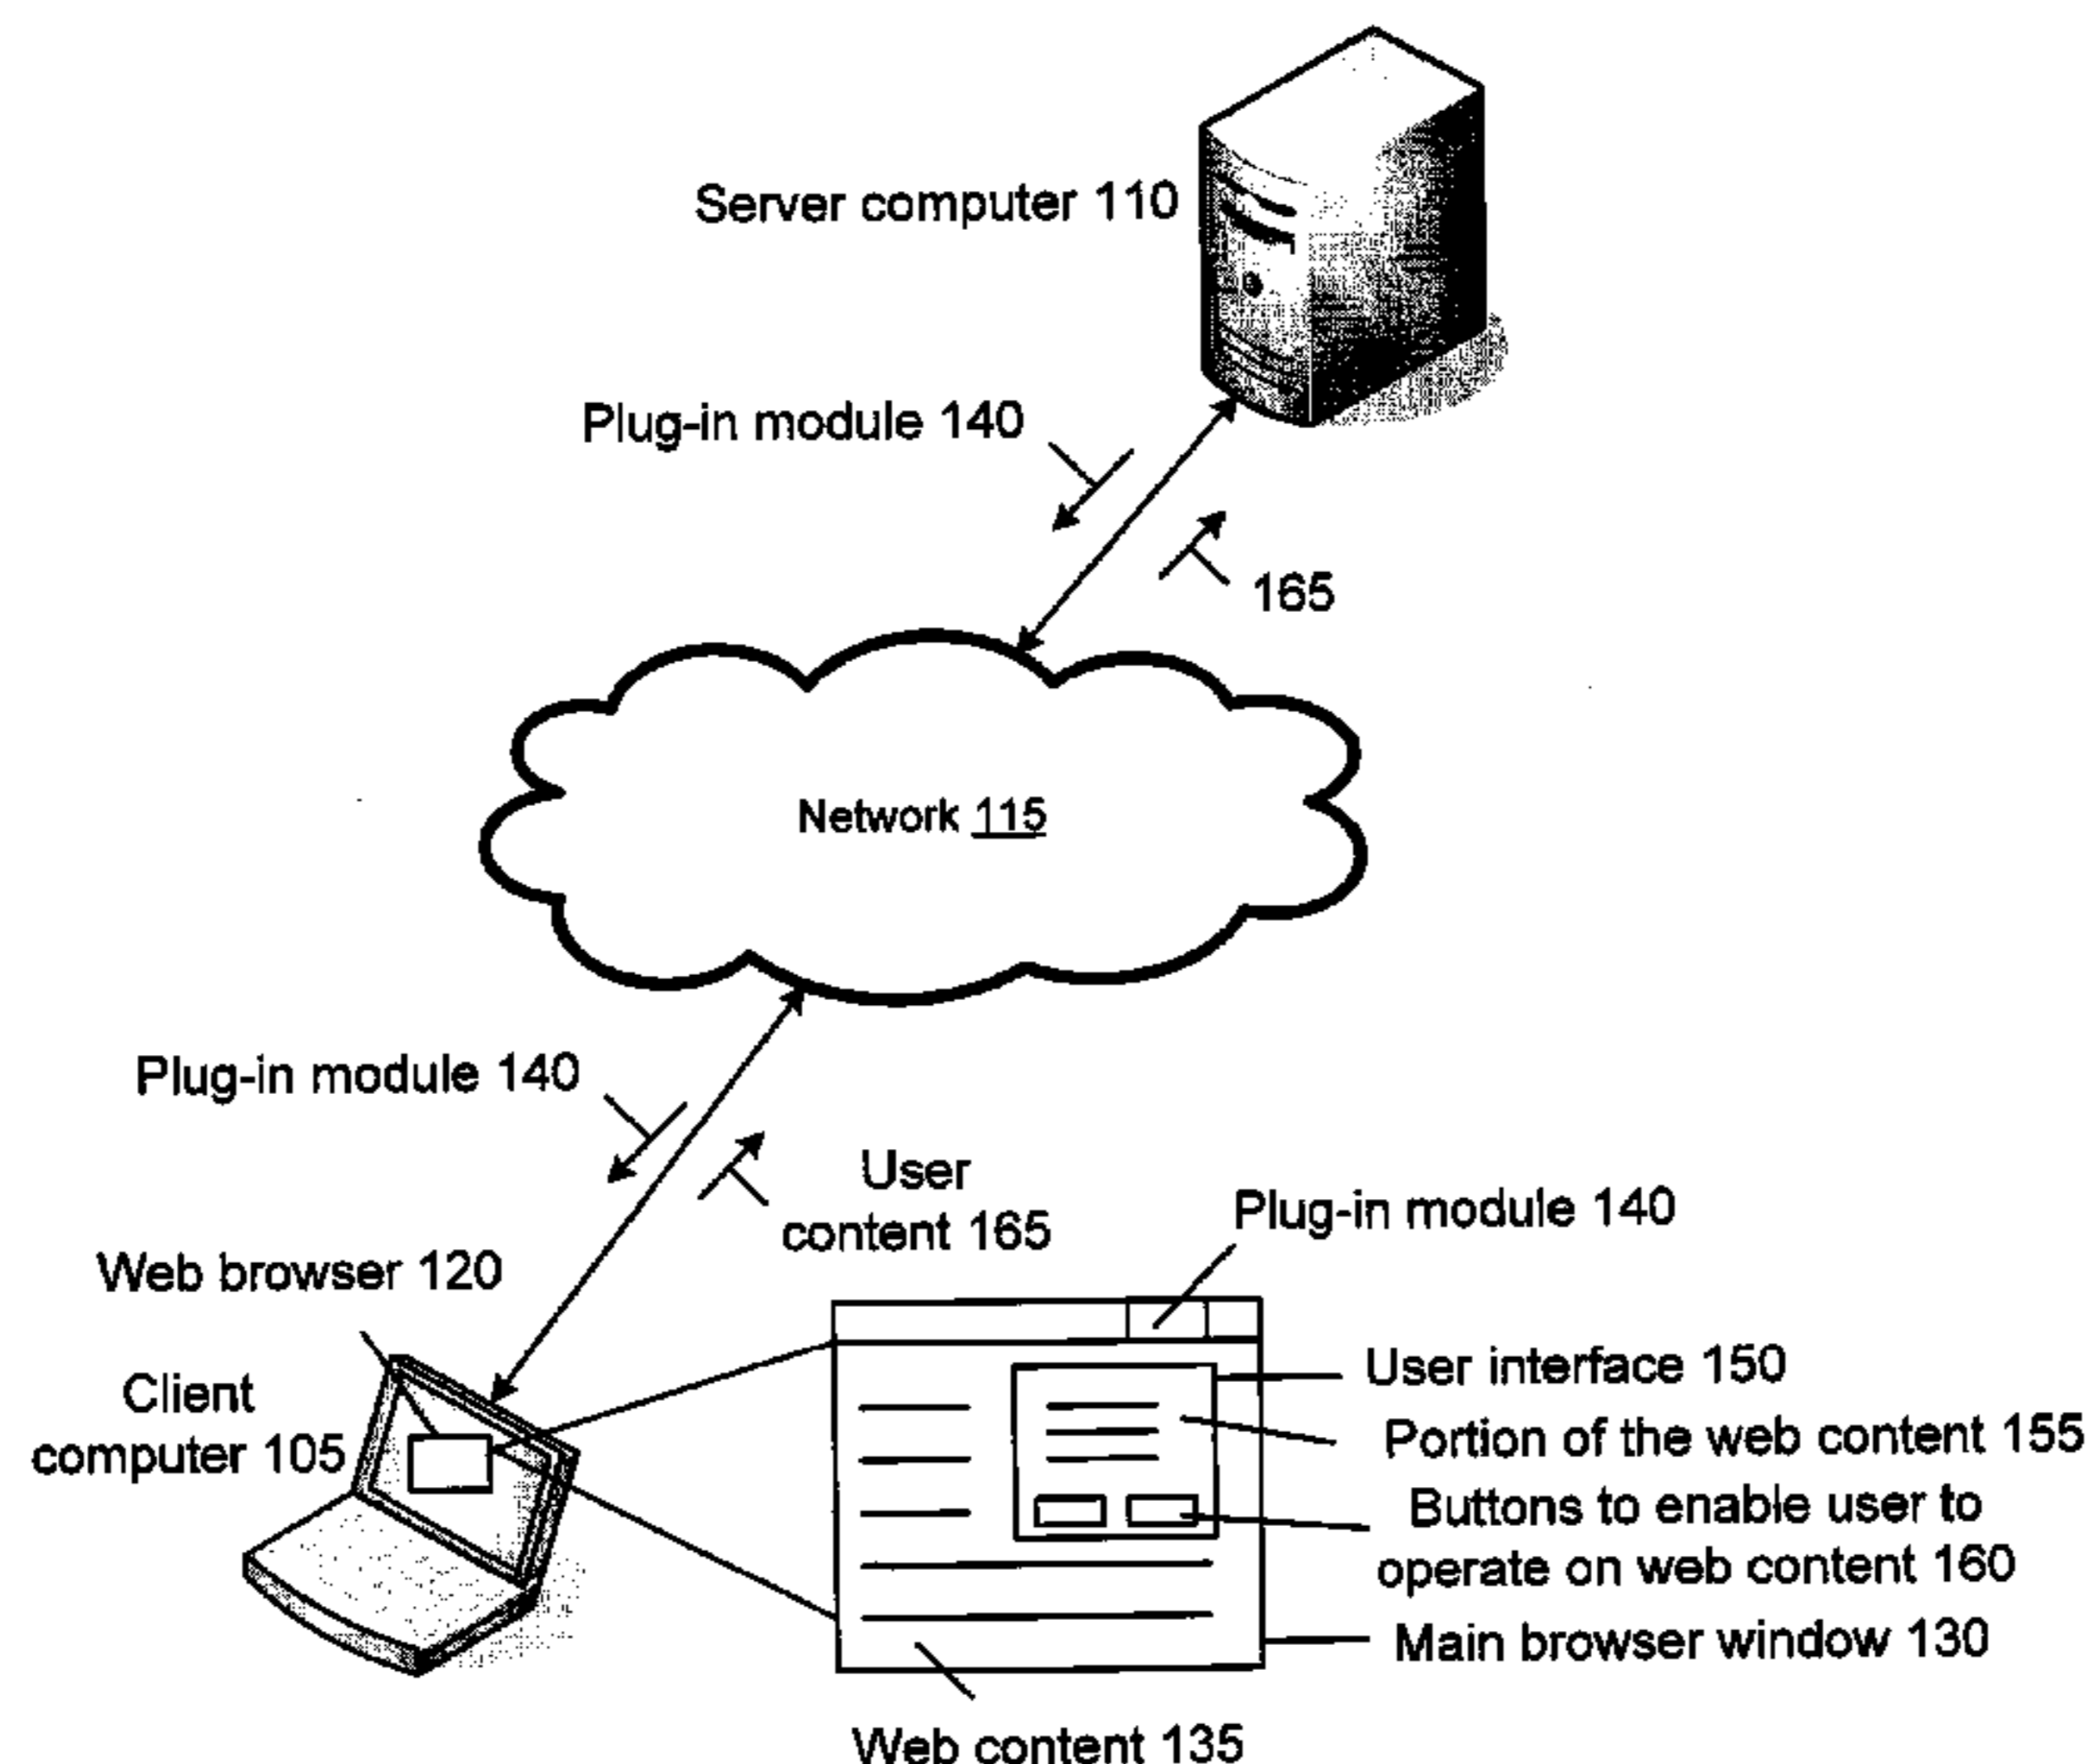 Server computer 110
Plug-in module 140
165
Network 115
Plug-in module 140
User
content 165
Plug-in module 140
Web browser 120
Client
computer 105
User interface 150
Portion of the web content 155
Buttons to enable user to
operate on web content 160
Main browser window 130
Web content 135